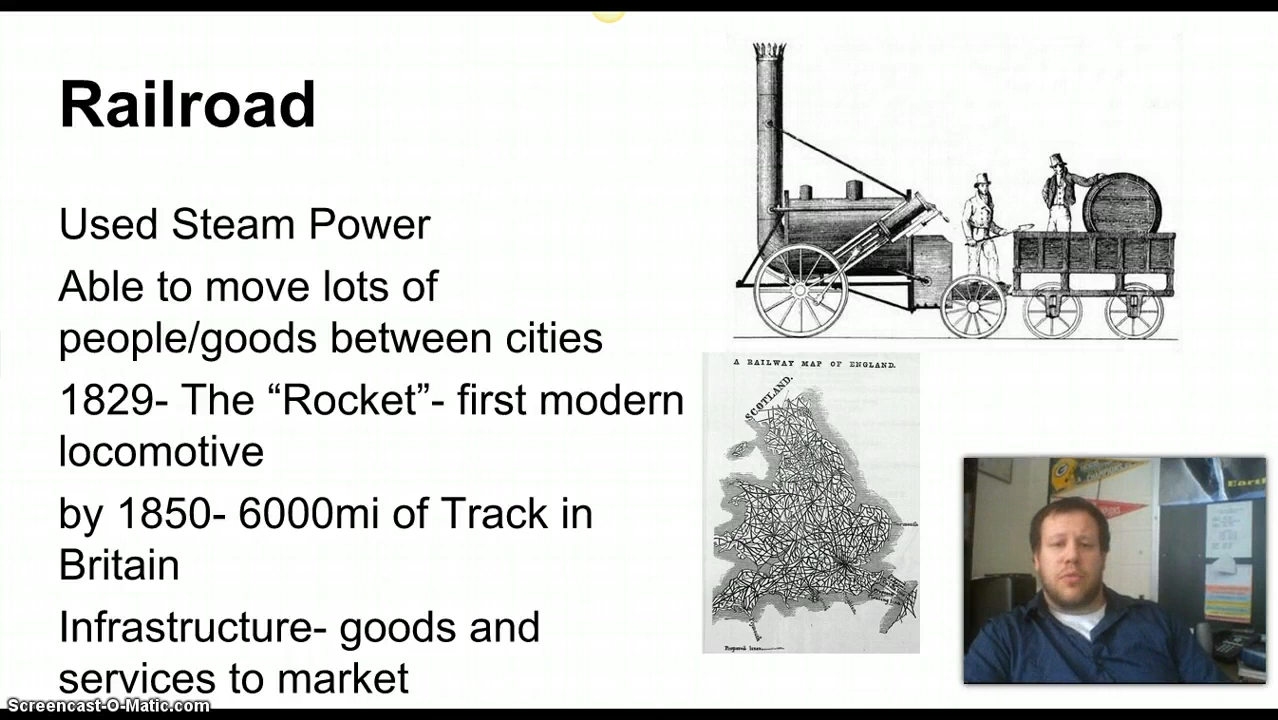 Railroad
Used Steam Power
Able to move lots of
people/goods between cities
1829- The “Rocket”- first modern
locomotive
by 1850- 6000mi of Track in
Britain
Infrastructure- goods and
services to market
A RAILWAY MAP OF ENGLAND.
SCOTLAND.
Earth
Screencast-O-Matic.com